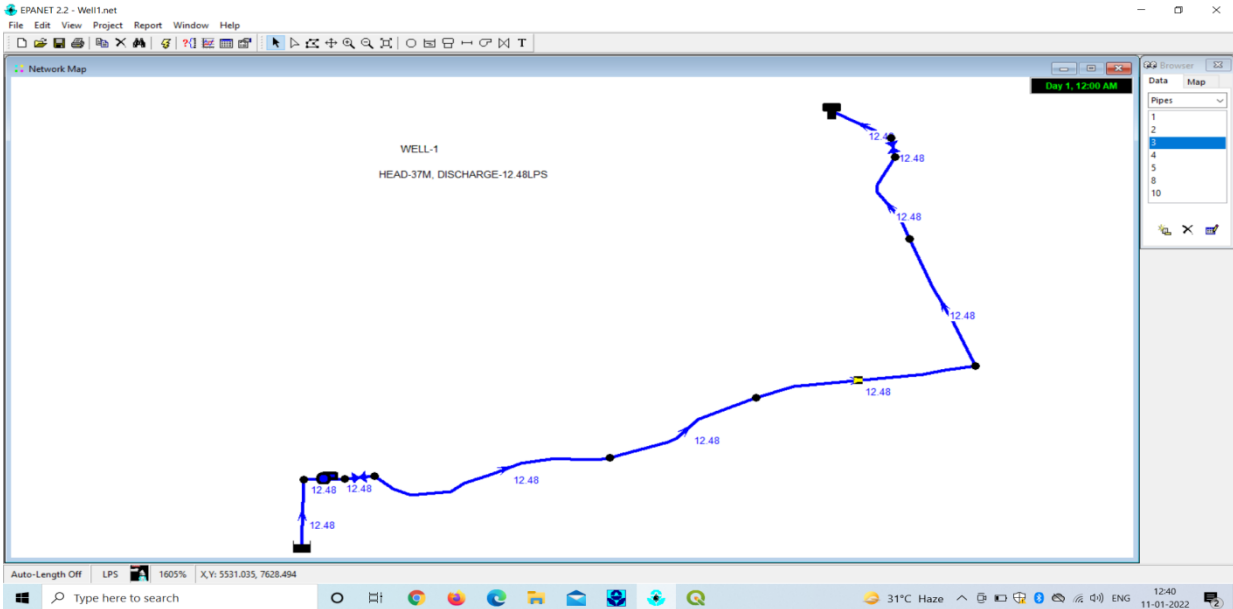 EPANET 2.2 - Well1.net
File Edit View Project Report Window Help
T
Network Map
Day 1, 12:00 AM
Browser
Data Map
Pipes
1
2
3
4
5
8
10
WELL-1
HEAD-37M, DISCHARGE-12.48LPS
12.48
12.48
12.48
12.48
12.48
12.48
12.48
12.48 12.48
12.48
Auto-Length Off LPS 1605% X,Y: 5531.035, 7628.494
Type here to search
31°C Haze ENG
12:40
11-01-2022
2